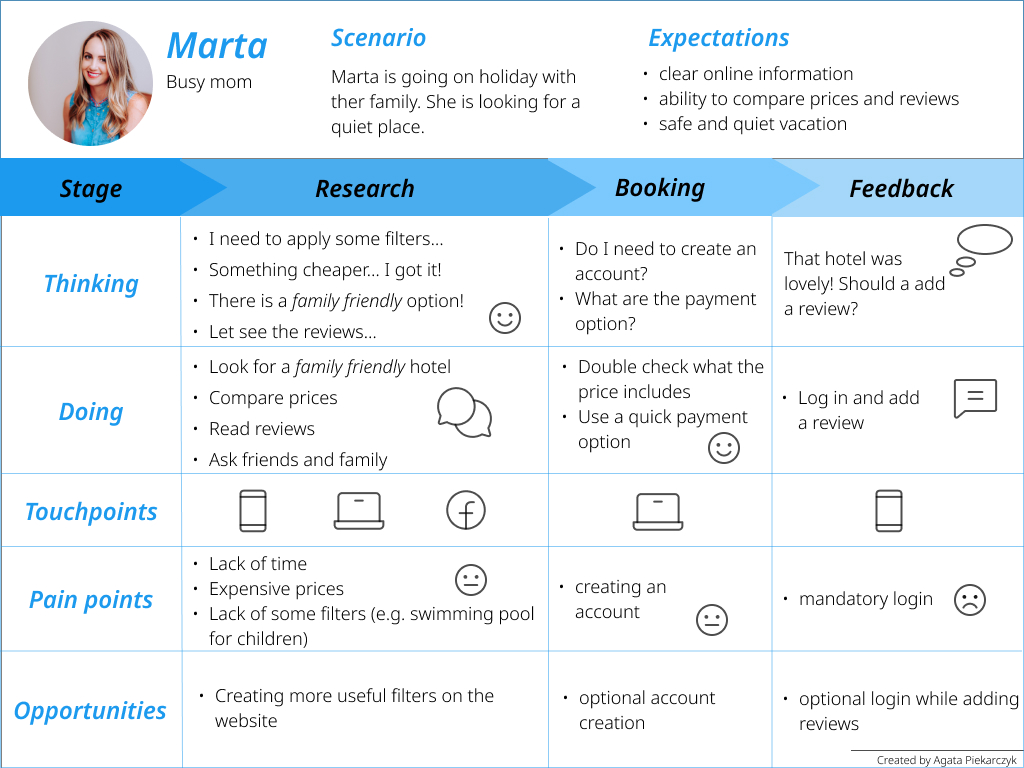 Marta
Busy mom
Scenario
Marta is going on holiday with
ther family. She is looking for a
quiet place.
Expectations
• clear online information
• ability to compare prices and reviews
• safe and quiet vacation
Stage
Research
Booking
Feedback
Thinking
• I need to apply some filters...
• Something cheaper... I got it!
• There is a family friendly option!
• Let see the reviews...
• Do I need to create an
account?
• What are the payment
option?
That hotel was
lovely! Should a add
a review?
Doing
• Look for a family friendly hotel
• Compare prices
• Read reviews
• Ask friends and family
• Double check what the
price includes
• Use a quick payment
option
• Log in and add
a review
Touchpoints
Pain points
• Lack of time
• Expensive prices
• Lack of some filters (e.g. swimming pool
for children)
• creating an
account
• mandatory login
Opportunities
• Creating more useful filters on the
website
• optional account
creation
• optional login while adding
reviews
Created by Agata Piekarczyk